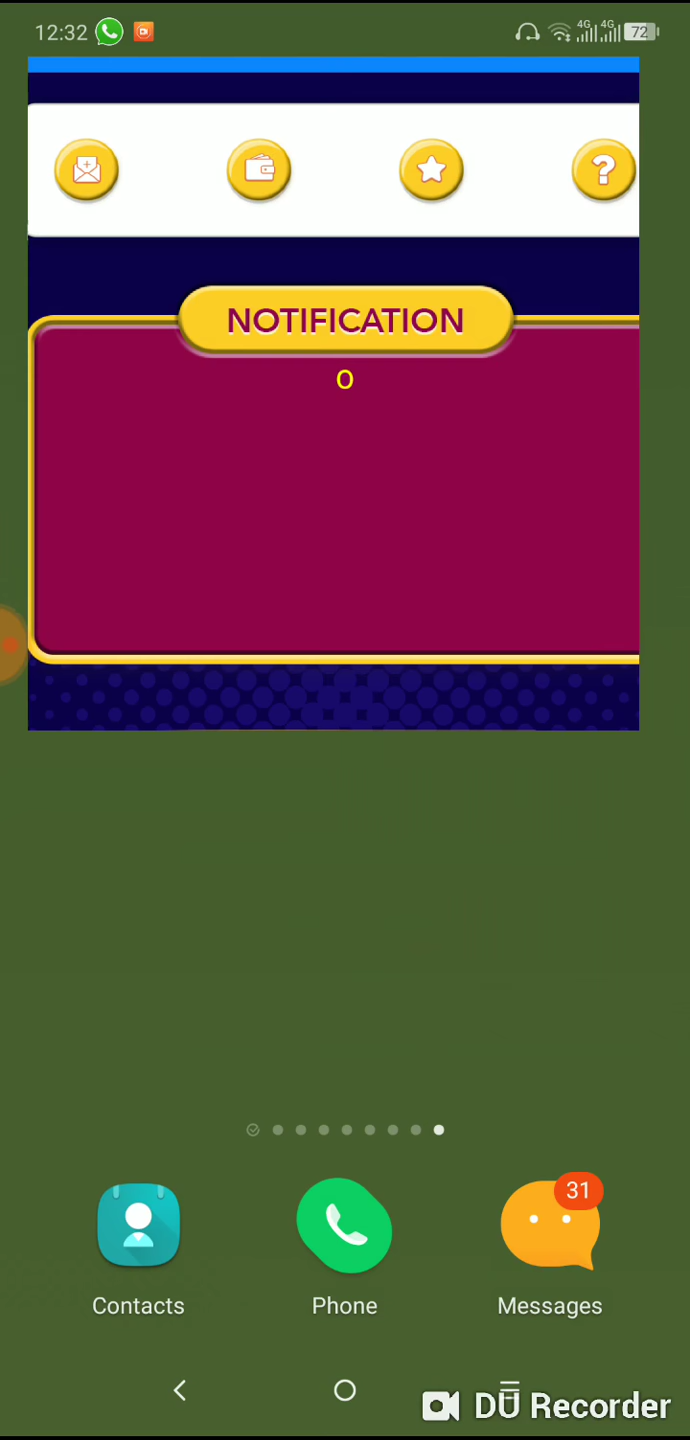 12:32
4G 4G 72
NOTIFICATION
0
31
Contacts Phone Messages
DU Recorder